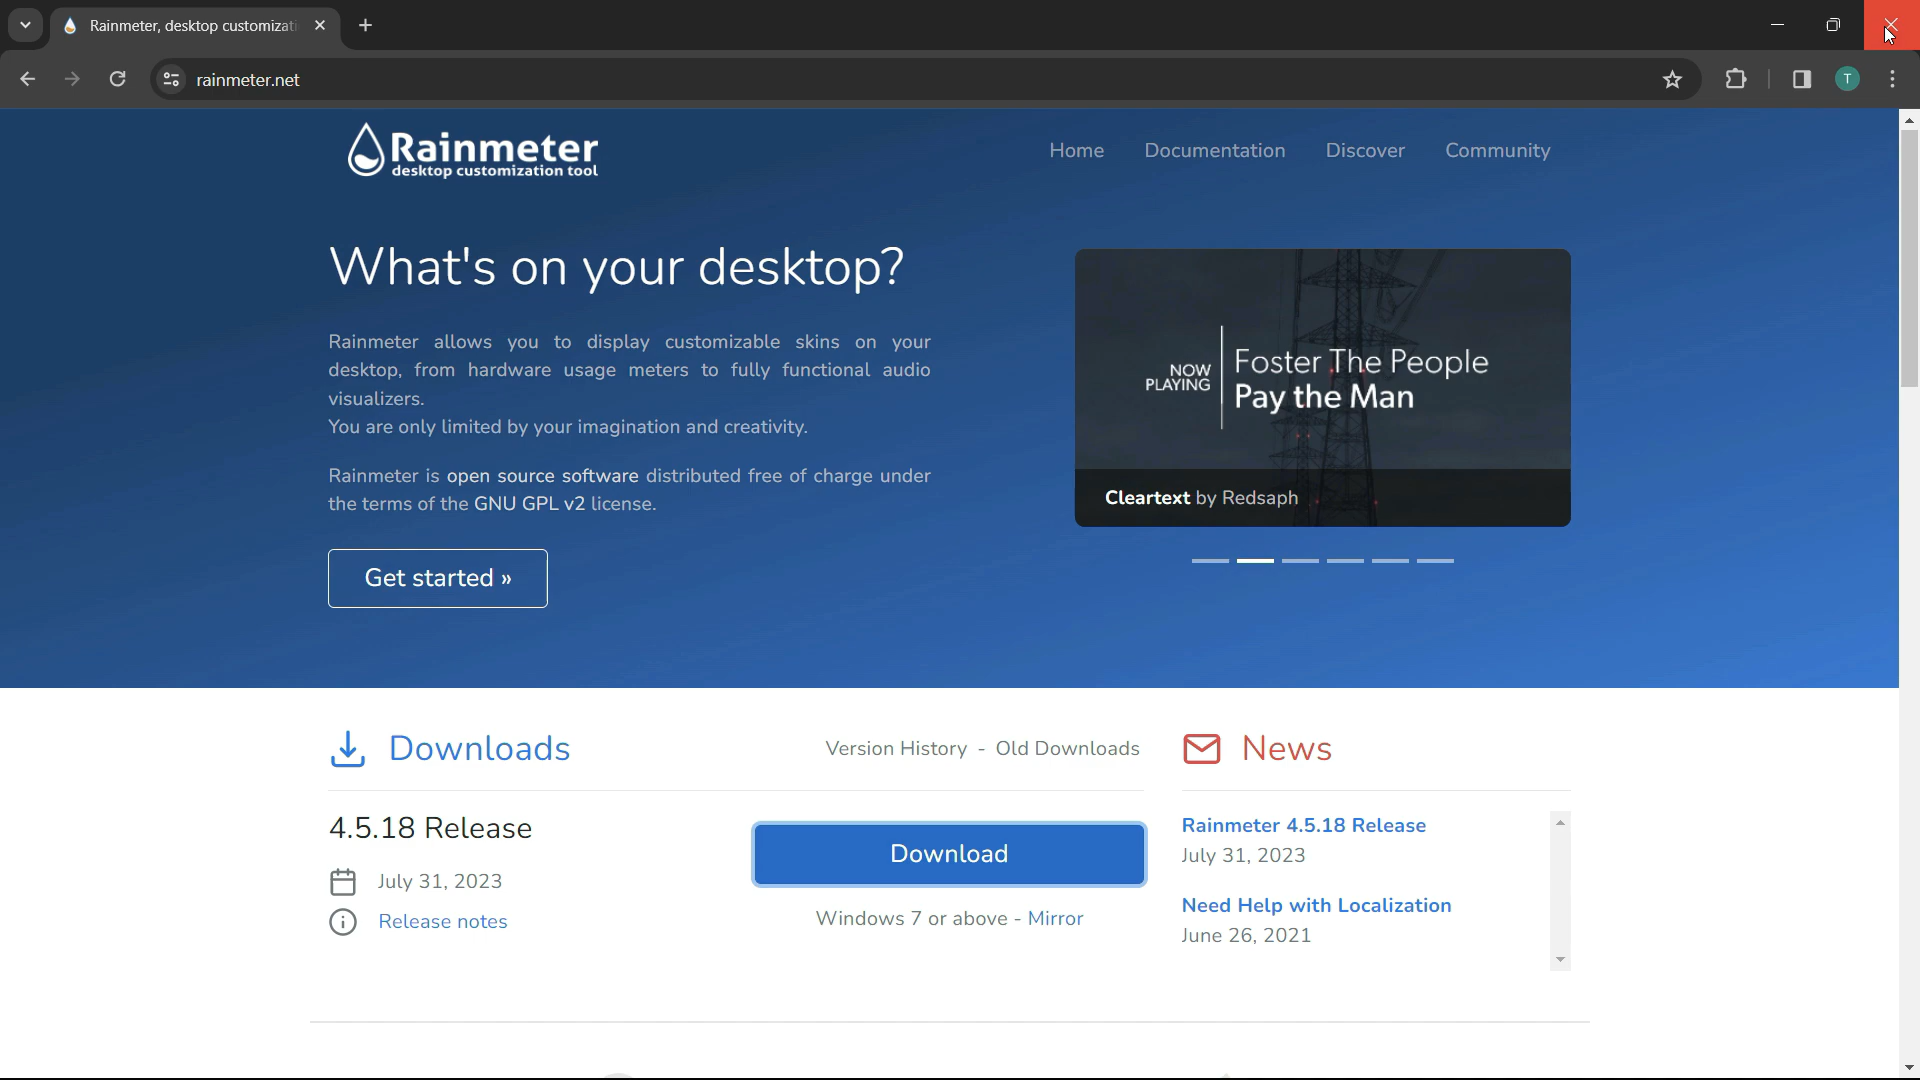 Rainmeter, desktop customizati
rainmeter.net
T
Rainmeter
desktop customization tool
Home
Documentation
Discover
Community
What's on your desktop?
Rainmeter allows you to display customizable skins on your
desktop, from hardware usage meters to fully functional audio
visualizers.
You are only limited by your imagination and creativity.
Rainmeter is open source software distributed free of charge under
the terms of the GNU GPL v2 license.
Get started »
NOW
PLAYING
Foster The People
Pay the Man
Cleartext by Redsaph
Downloads
Version History - Old Downloads
4.5.18 Release
July 31, 2023
Release notes
Download
Windows 7 or above - Mirror
News
Rainmeter 4.5.18 Release
July 31, 2023
Need Help with Localization
June 26, 2021